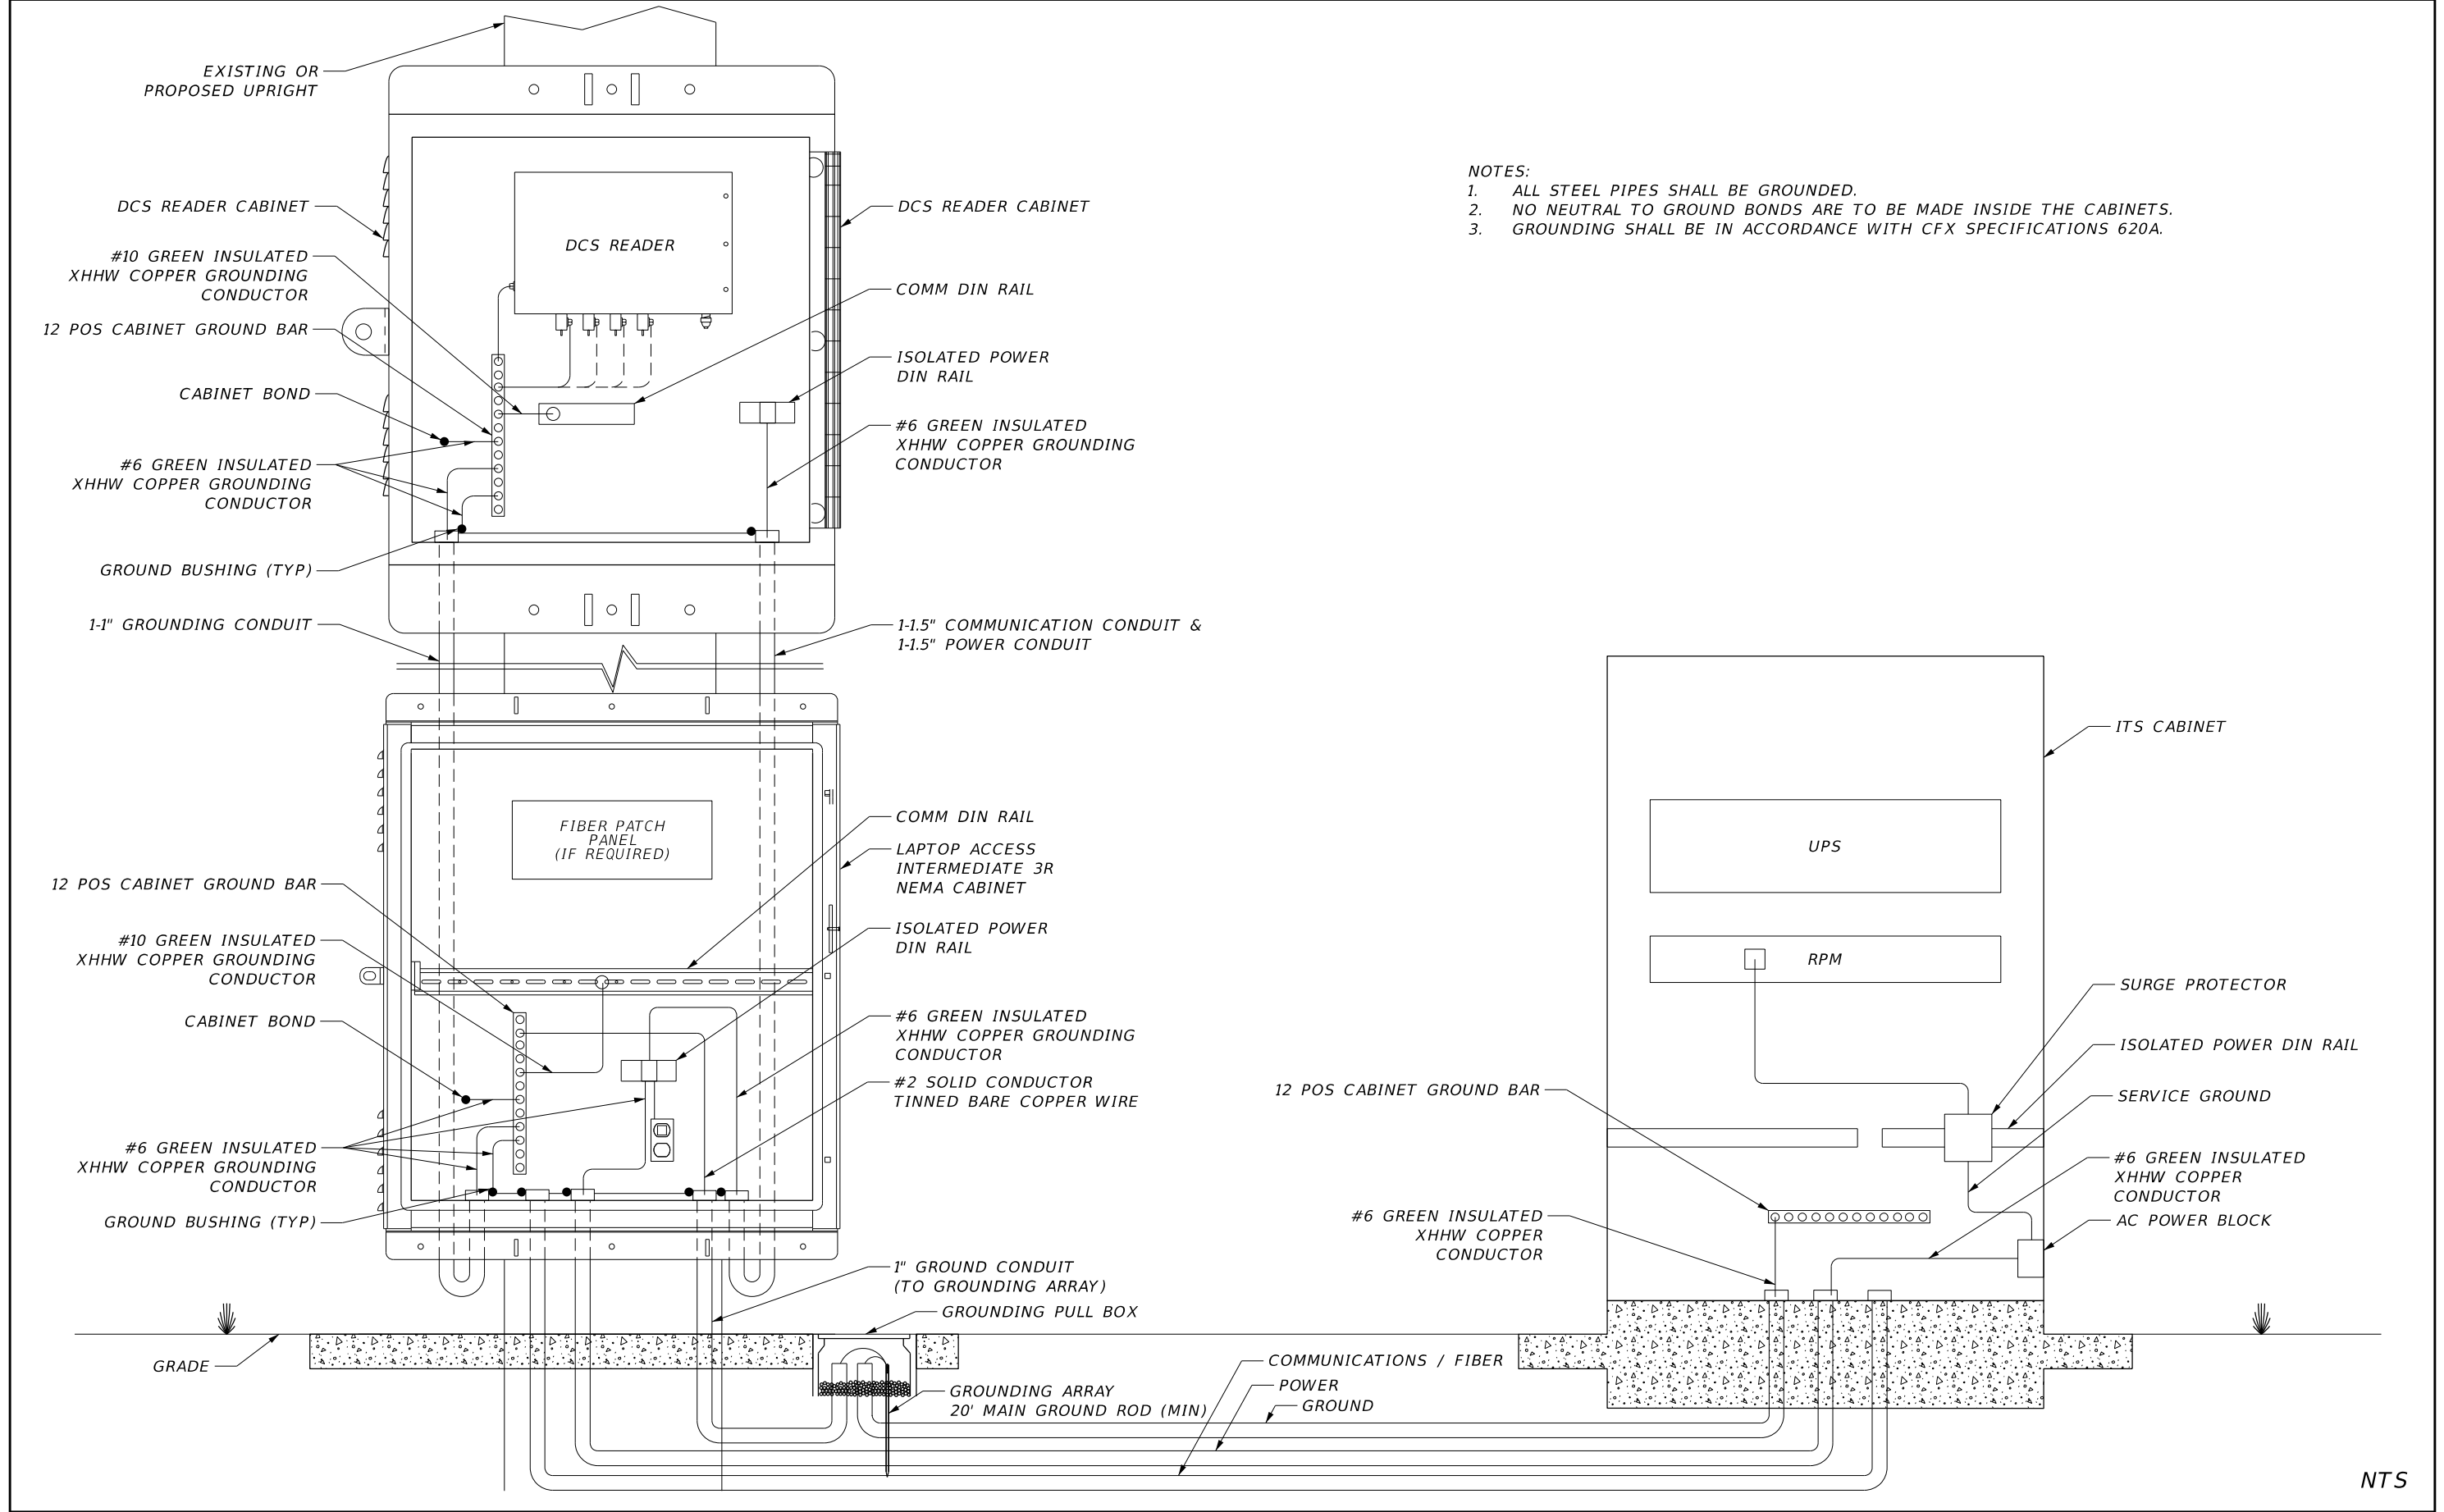 EXISTING OR
PROPOSED UPRIGHT
DCS READER CABINET
#10 GREEN INSULATED
XHHW COPPER GROUNDING
CONDUCTOR
12 POS CABINET GROUND BAR
CABINET BOND
#6 GREEN INSULATED
XHHW COPPER GROUNDING
CONDUCTOR
GROUND BUSHING (TYP)
1-1" GROUNDING CONDUIT
DCS READER
DCS READER CABINET
COMM DIN RAIL
ISOLATED POWER
DIN RAIL
#6 GREEN INSULATED
XHHW COPPER GROUNDING
CONDUCTOR
1-1.5" COMMUNICATION CONDUIT &
1-1.5" POWER CONDUIT
NOTES:
1. ALL STEEL PIPES SHALL BE GROUNDED.
2. NO NEUTRAL TO GROUND BONDS ARE TO BE MADE INSIDE THE CABINETS.
3. GROUNDING SHALL BE IN ACCORDANCE WITH CFX SPECIFICATIONS 620A.
FIBER PATCH
PANEL
(IF REQUIRED)
12 POS CABINET GROUND BAR
#10 GREEN INSULATED
XHHW COPPER GROUNDING
CONDUCTOR
CABINET BOND
#6 GREEN INSULATED
XHHW COPPER GROUNDING
CONDUCTOR
GROUND BUSHING (TYP)
GRADE
COMM DIN RAIL
LAPTOP ACCESS
INTERMEDIATE 3R
NEMA CABINET
ISOLATED POWER
DIN RAIL
#6 GREEN INSULATED
XHHW COPPER GROUNDING
CONDUCTOR
#2 SOLID CONDUCTOR
TINNED BARE COPPER WIRE
1" GROUND CONDUIT
(TO GROUNDING ARRAY)
GROUNDING PULL BOX
GROUNDING ARRAY
20' MAIN GROUND ROD (MIN)
COMMUNICATIONS / FIBER
POWER
GROUND
12 POS CABINET GROUND BAR
#6 GREEN INSULATED
XHHW COPPER
CONDUCTOR
UPS
RPM
ITS CABINET
SURGE PROTECTOR
ISOLATED POWER DIN RAIL
SERVICE GROUND
#6 GREEN INSULATED
XHHW COPPER
CONDUCTOR
AC POWER BLOCK
NTS